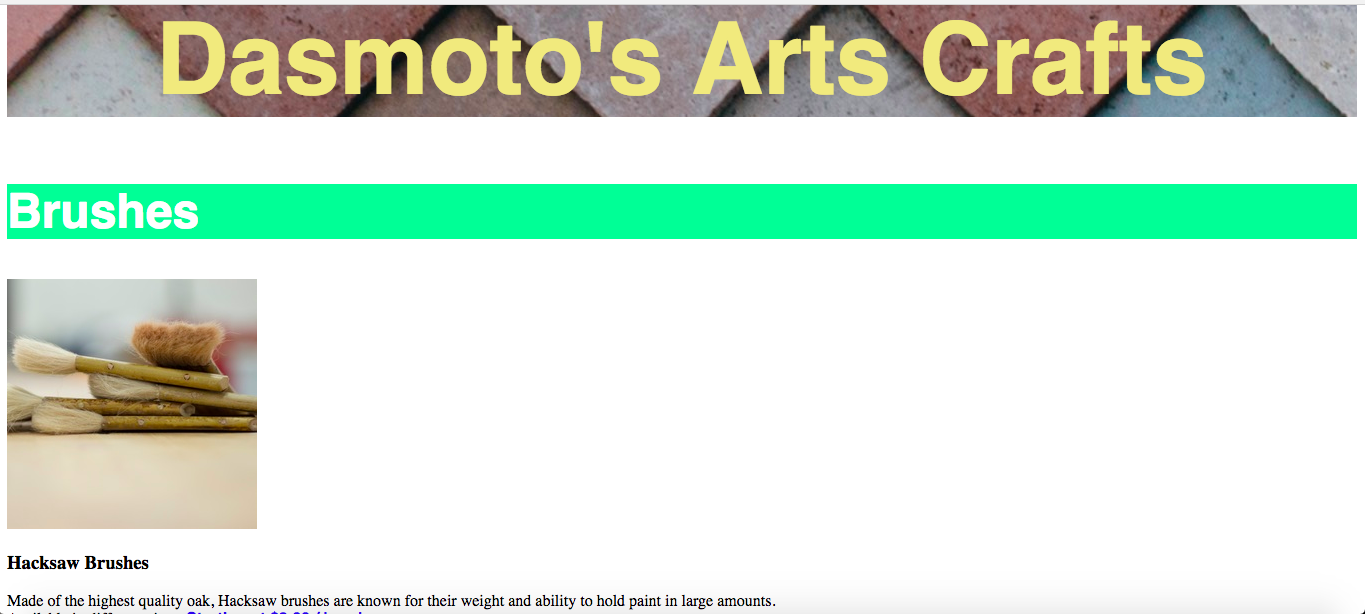 Dasmoto's Arts Crafts
Brushes
Hacksaw Brushes
Made of the highest quality oak, Hacksaw brushes are known for their weight and ability to hold paint in large amounts.